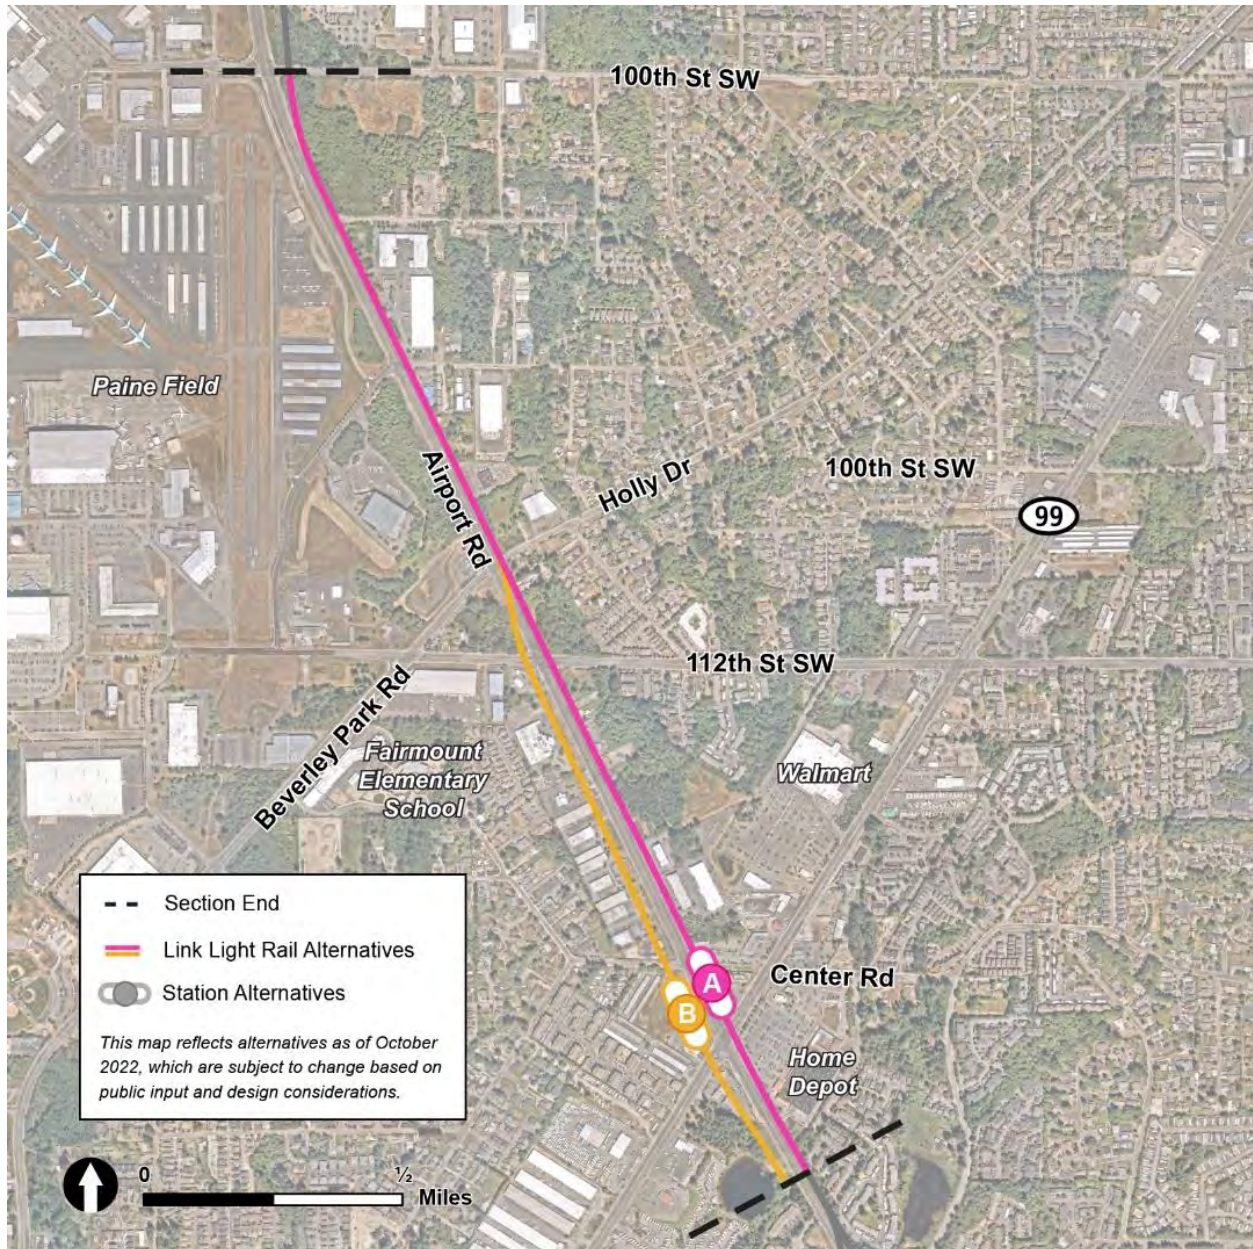 100th St SW
Paine Field
Airport Rd
Holly Dr
100th St SW
99
112th St SW
Beverley Park Rd
Fairmount
Elementary
School
Walmart
A
B
Center Rd
Home
Depot
Section End
Link Light Rail Alternatives
Station Alternatives
This map reflects alternatives as of October
2022, which are subject to change based on
public input and design considerations.
0 ½
Miles